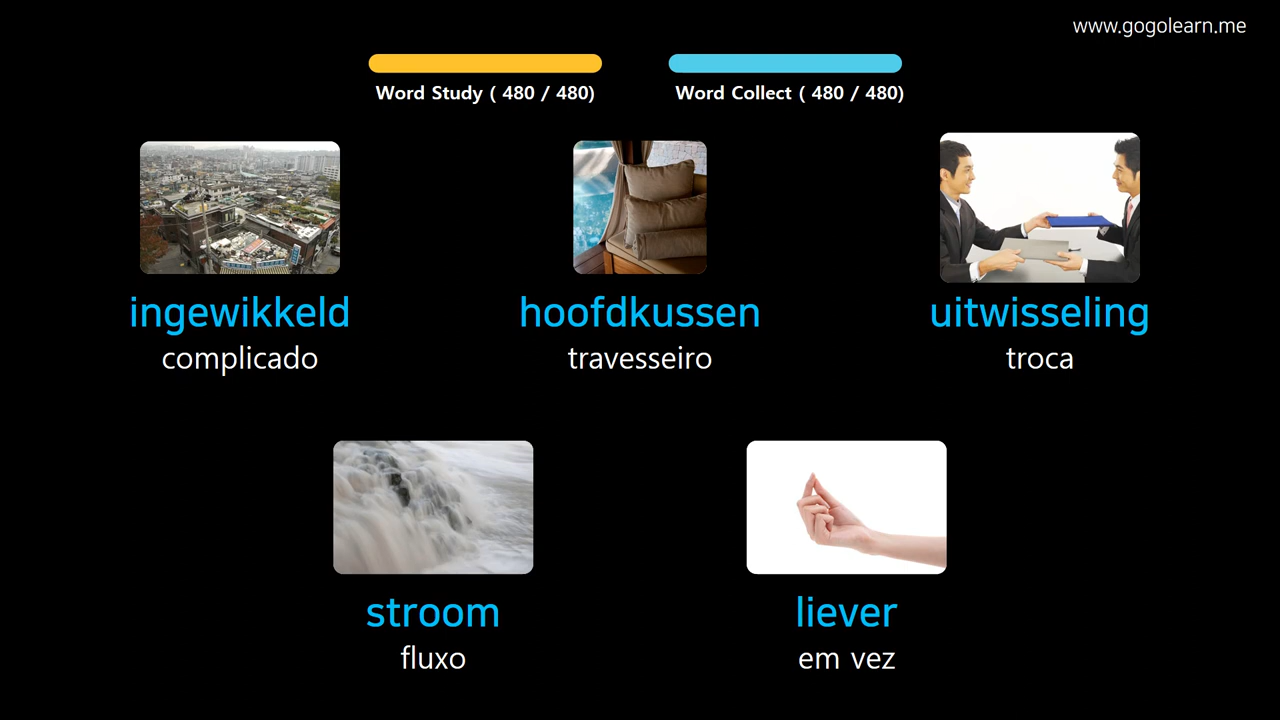 www.gogolearn.me
Word Study ( 480 / 480)
Word Collect ( 480 / 480)
ingewikkeld
complicado
hoofdkussen
travesseiro
uitwisseling
troca
stroom
fluxo
liever
em vez